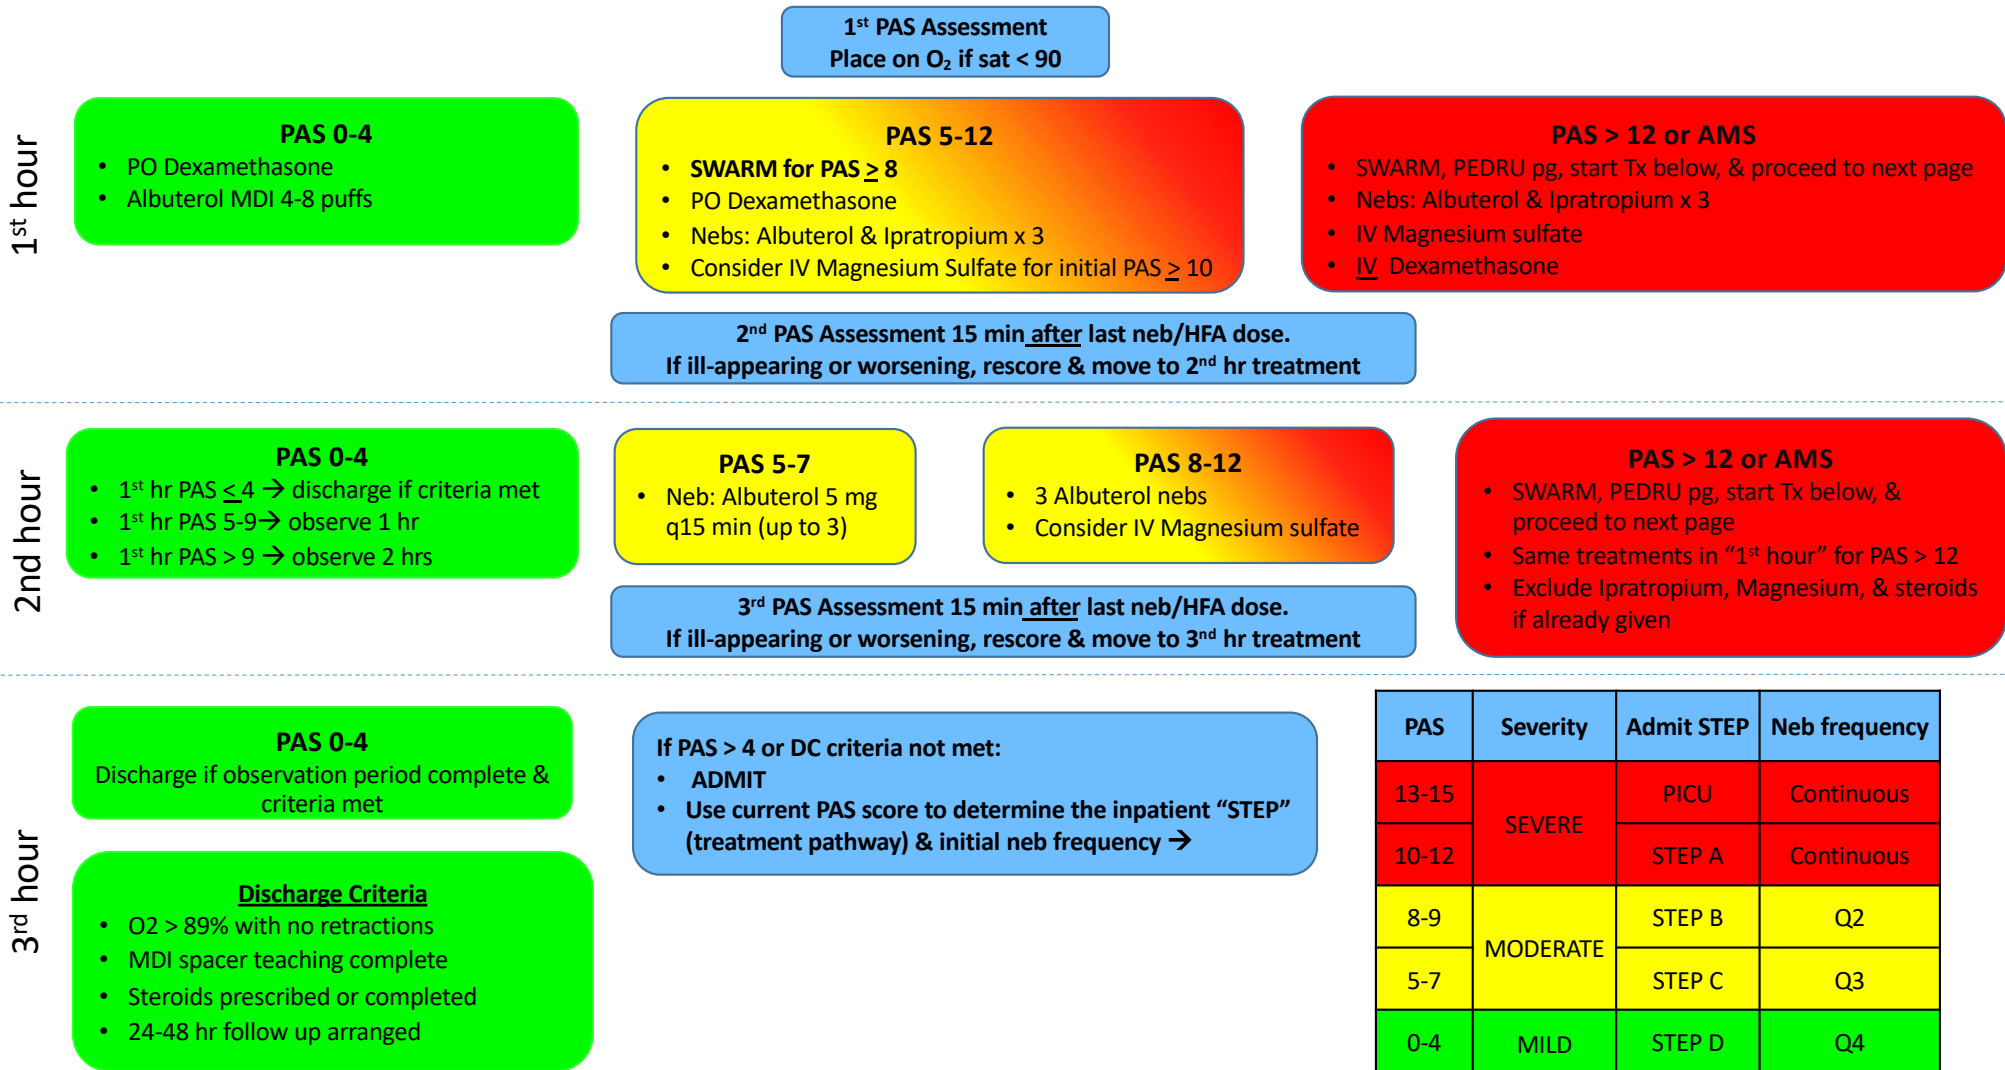 1st PAS Assessment
Place on O2 if sat < 90
1st hour
PAS 0-4
• PO Dexamethasone
• Albuterol MDI 4-8 puffs
PAS 5-12
• SWARM for PAS ≥ 8
• PO Dexamethasone
• Nebs: Albuterol & Ipratropium x 3
• Consider IV Magnesium Sulfate for initial PAS ≥ 10
PAS > 12 or AMS
• SWARM, PEDRU pg, start Tx below, & proceed to next page
• Nebs: Albuterol & Ipratropium x 3
• IV Magnesium sulfate
• IV Dexamethasone
2nd PAS Assessment 15 min after last neb/HFA dose.
If ill-appearing or worsening, rescore & move to 2nd hr treatment
2nd hour
PAS 0-4
• 1st hr PAS ≤ 4 → discharge if criteria met
• 1st hr PAS 5-9→ observe 1 hr
• 1st hr PAS > 9 → observe 2 hrs
PAS 5-7
• Neb: Albuterol 5 mg
q15 min (up to 3)
PAS 8-12
• 3 Albuterol nebs
• Consider IV Magnesium sulfate
PAS > 12 or AMS
• SWARM, PEDRU pg, start Tx below, &
proceed to next page
• Same treatments in “1st hour” for PAS > 12
• Exclude Ipratropium, Magnesium, & steroids
if already given
3rd PAS Assessment 15 min after last neb/HFA dose.
If ill-appearing or worsening, rescore & move to 3nd hr treatment
3rd hour
PAS 0-4
Discharge if observation period complete &
criteria met
Discharge Criteria
• O2 > 89% with no retractions
• MDI spacer teaching complete
• Steroids prescribed or completed
• 24-48 hr follow up arranged
If PAS > 4 or DC criteria not met:
• ADMIT
• Use current PAS score to determine the inpatient “STEP”
(treatment pathway) & initial neb frequency →
PAS Severity Admit STEP Neb frequency
13-15 SEVERE PICU Continuous
10-12 STEP A Continuous
8-9 MODERATE STEP B Q2
5-7 STEP C Q3
0-4 MILD STEP D Q4